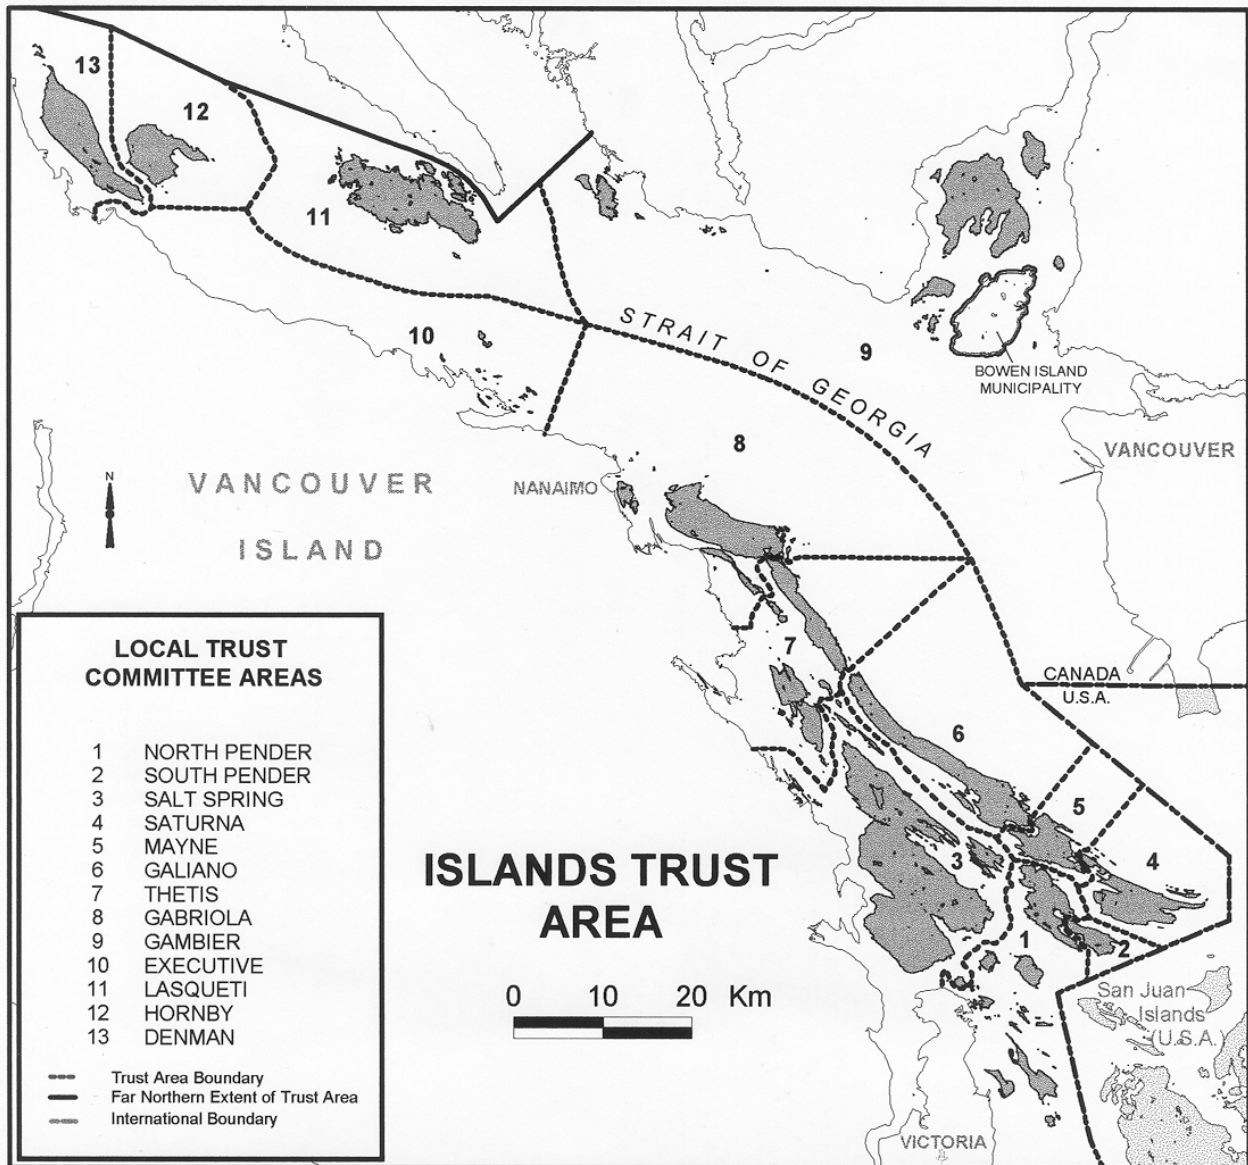 13
12
11
10
STRAIT OF GEORGIA
9
BOWEN ISLAND
MUNICIPALITY
8
VANCOUVER
N
VANCOUVER
ISLAND
NANAIMO
7
CANADA
U.S.A.
6
5
4
3
2
1
San Juan
Islands
(U.S.A.)
VICTORIA
ISLANDS TRUST
AREA
0 10 20 Km
LOCAL TRUST
COMMITTEE AREAS
1 NORTH PENDER
2 SOUTH PENDER
3 SALT SPRING
4 SATURNA
5 MAYNE
6 GALIANO
7 THETIS
8 GABRIOLA
9 GAMBIER
10 EXECUTIVE
11 LASQUETI
12 HORNBY
13 DENMAN
Trust Area Boundary
Far Northern Extent of Trust Area
International Boundary